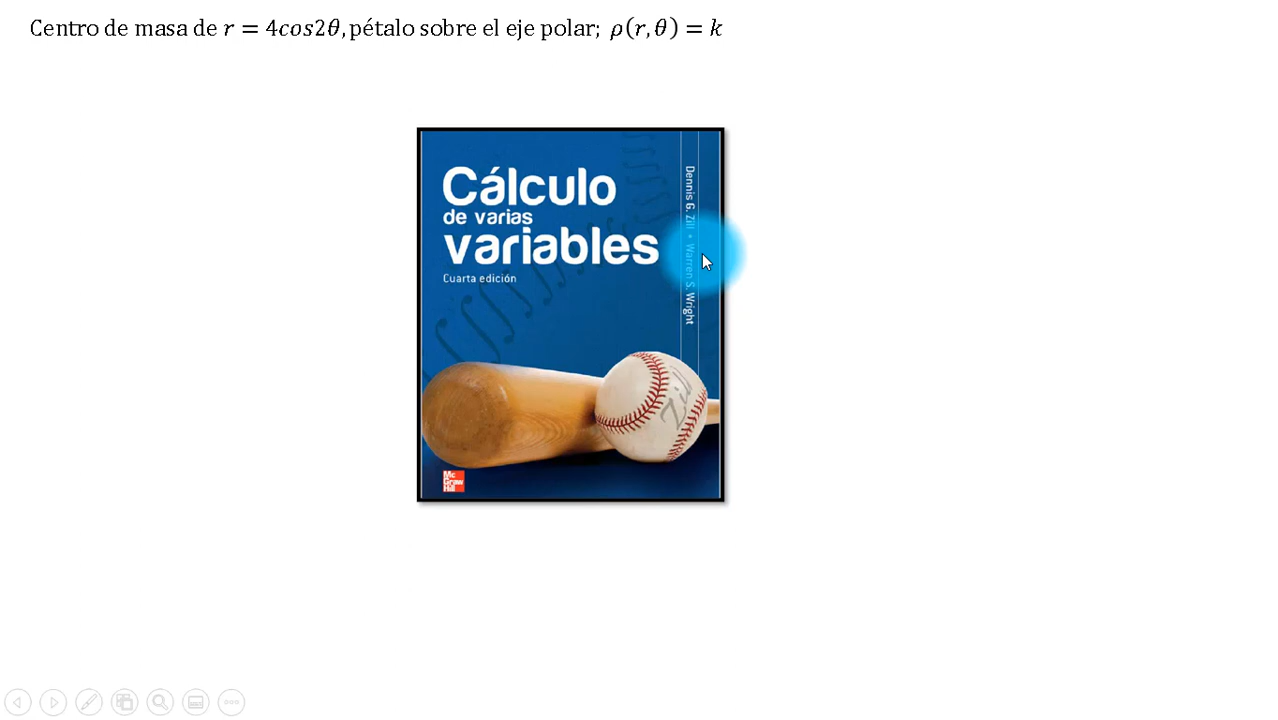 Centro de masa de r = 4cos2θ, pétalo sobre el eje polar; ρ(r, θ) = k
Cálculo
de varias
variables
Cuarta edición
Dennis G. Zill • Warren S. Wright
Zill
Mc
Graw
Hill